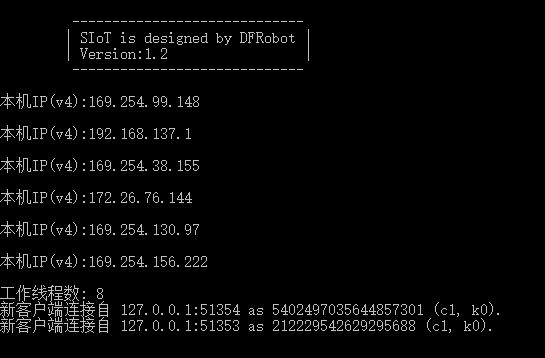 SIoT is designed by DFRobot
Version:1.2
本机IP(v4):169.254.99.148
本机IP(v4):192.168.137.1
本机IP(v4):169.254.38.155
本机IP(v4):172.26.76.144
本机IP(v4):169.254.130.97
本机IP(v4):169.254.156.222
工作线程数: 8
新客户端连接自 127.0.0.1:51354 as 5402497035644857301 (c1, k0).
新客户端连接自 127.0.0.1:51353 as 212229542629295688 (c1, k0).